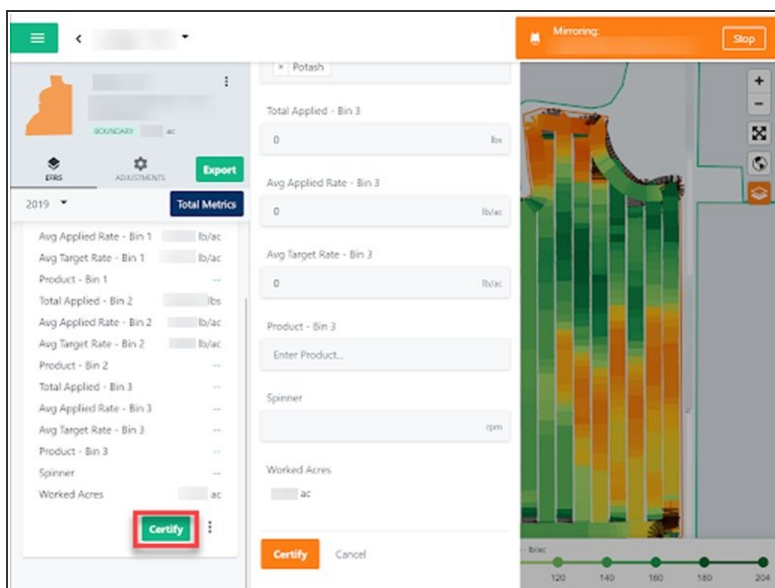 Mirroring:
Stop
BOUNDARY ac
EFRS
ADJUSTMENTS
Export
2019
Total Metrics
Avg Applied Rate - Bin 1 lb/ac
Avg Target Rate - Bin 1 lb/ac
Product - Bin 1 --
Total Applied - Bin 2 lbs
Avg Applied Rate - Bin 2 lb/ac
Avg Target Rate - Bin 2 lb/ac
Product - Bin 2 --
Total Applied - Bin 3 --
Avg Applied Rate - Bin 3 --
Avg Target Rate - Bin 3 --
Product - Bin 3 --
Spinner --
Worked Acres ac
Certify
× Potash
Total Applied - Bin 3
0 lbs
Avg Applied Rate - Bin 3
0 lb/ac
Avg Target Rate - Bin 3
0 lb/ac
Product - Bin 3
Enter Product...
Spinner
rpm
Worked Acres
ac
Certify Cancel
- lb/ac
120 140 160 180 204